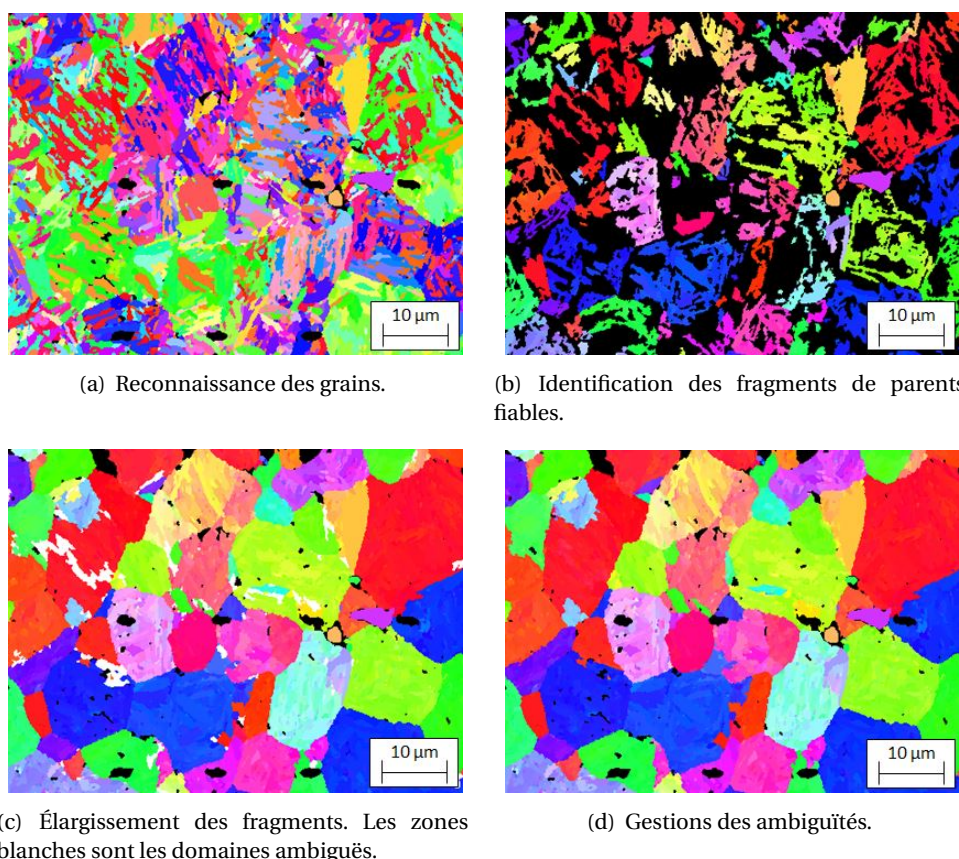 10 µm
10 µm
(a) Reconnaissance des grains.
(b) Identification des fragments de parents
fiables.
10 µm
10 µm
(c) Élargissement des fragments. Les zones
blanches sont les domaines ambiguës.
(d) Gestions des ambiguïtés.